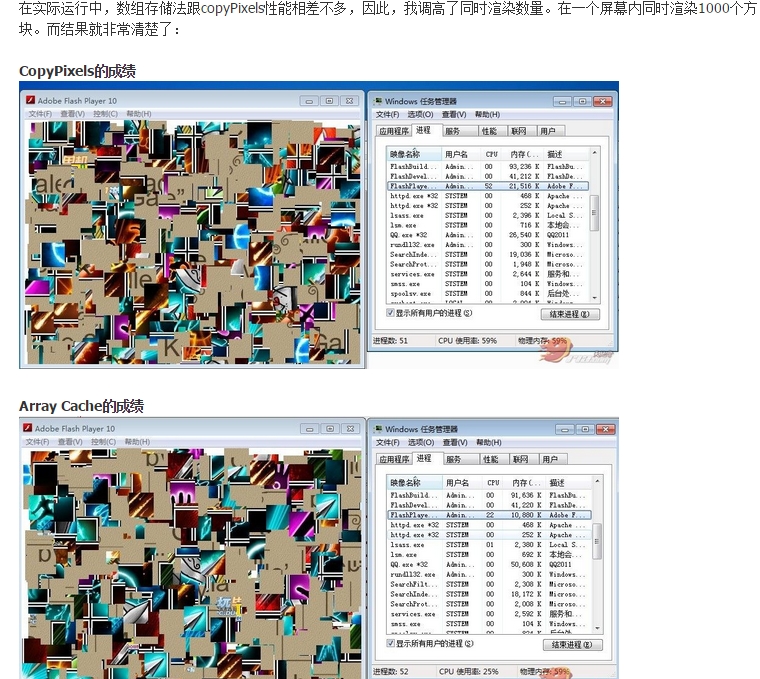 在实际运行中，数组存储法跟copyPixels性能相差不多，因此，我调高了同时渲染数量。在一个屏幕内同时渲染1000个方
块。而结果就非常清楚了：
CopyPixels的成绩
Adobe Flash Player 10
文件(F) 查看(V) 控制(C) 帮助(H)
Windows 任务管理器
文件(F) 选项(O) 查看(V) 帮助(H)
应用程序 进程 服务 性能 联网 用户
映像名称 用户名 CPU 内存(... 描述
FlashBuild... Admin... 00 93,236 K FlashBu...
FlashDevel... Admin... 00 41,212 K FlashDe...
FlashPlaye... Admin... 52 21,516 K Adobe F...
httpd.exe *32 SYSTEM 00 468 K Apache ...
httpd.exe *32 SYSTEM 00 252 K Apache ...
lsass.exe SYSTEM 00 2,396 K Local S...
lsm.exe SYSTEM 00 716 K 本地会...
QQ.exe *32 Admin... 00 26,540 K QQ2011
rundll32.exe Admin... 00 300 K Windows...
SearchInde... SYSTEM 00 19,036 K Microso...
SearchProt... SYSTEM 00 1,948 K Microso...
services.exe SYSTEM 00 2,644 K 服务和...
smss.exe SYSTEM 00 104 K Windows...
spoolsv.exe SYSTEM 00 844 K 后台处...
显示所有用户的进程(S) 结束进程(E)
进程数: 51 CPU 使用率: 59% 物理内存: 59%
Array Cache的成绩
Adobe Flash Player 10
文件(F) 查看(V) 控制(C) 帮助(H)
Windows 任务管理器
文件(F) 选项(O) 查看(V) 帮助(H)
应用程序 进程 服务 性能 联网 用户
映像名称 用户名 CPU 内存(... 描述
FlashBuild... Admin... 00 91,636 K FlashBu...
FlashDevel... Admin... 00 41,220 K FlashDe...
FlashPlaye... Admin... 22 10,880 K Adobe F...
httpd.exe *32 SYSTEM 00 468 K Apache ...
httpd.exe *32 SYSTEM 00 252 K Apache ...
lsass.exe SYSTEM 01 2,380 K Local S...
lsm.exe SYSTEM 00 692 K 本地会...
QQ.exe *32 Admin... 00 50,608 K QQ2011
rundll32.exe Admin... 00 300 K Windows...
SearchFilt... SYSTEM 00 2,308 K Microso...
SearchInde... SYSTEM 00 18,172 K Microso...
SearchProt... SYSTEM 00 2,008 K Microso...
services.exe SYSTEM 00 2,592 K 服务和...
smss.exe SYSTEM 00 104 K Windows...
spoolsv.exe SYSTEM 00 832 K 后台处...
显示所有用户的进程(S) 结束进程(E)
进程数: 52 CPU 使用率: 25% 物理内存: 59%